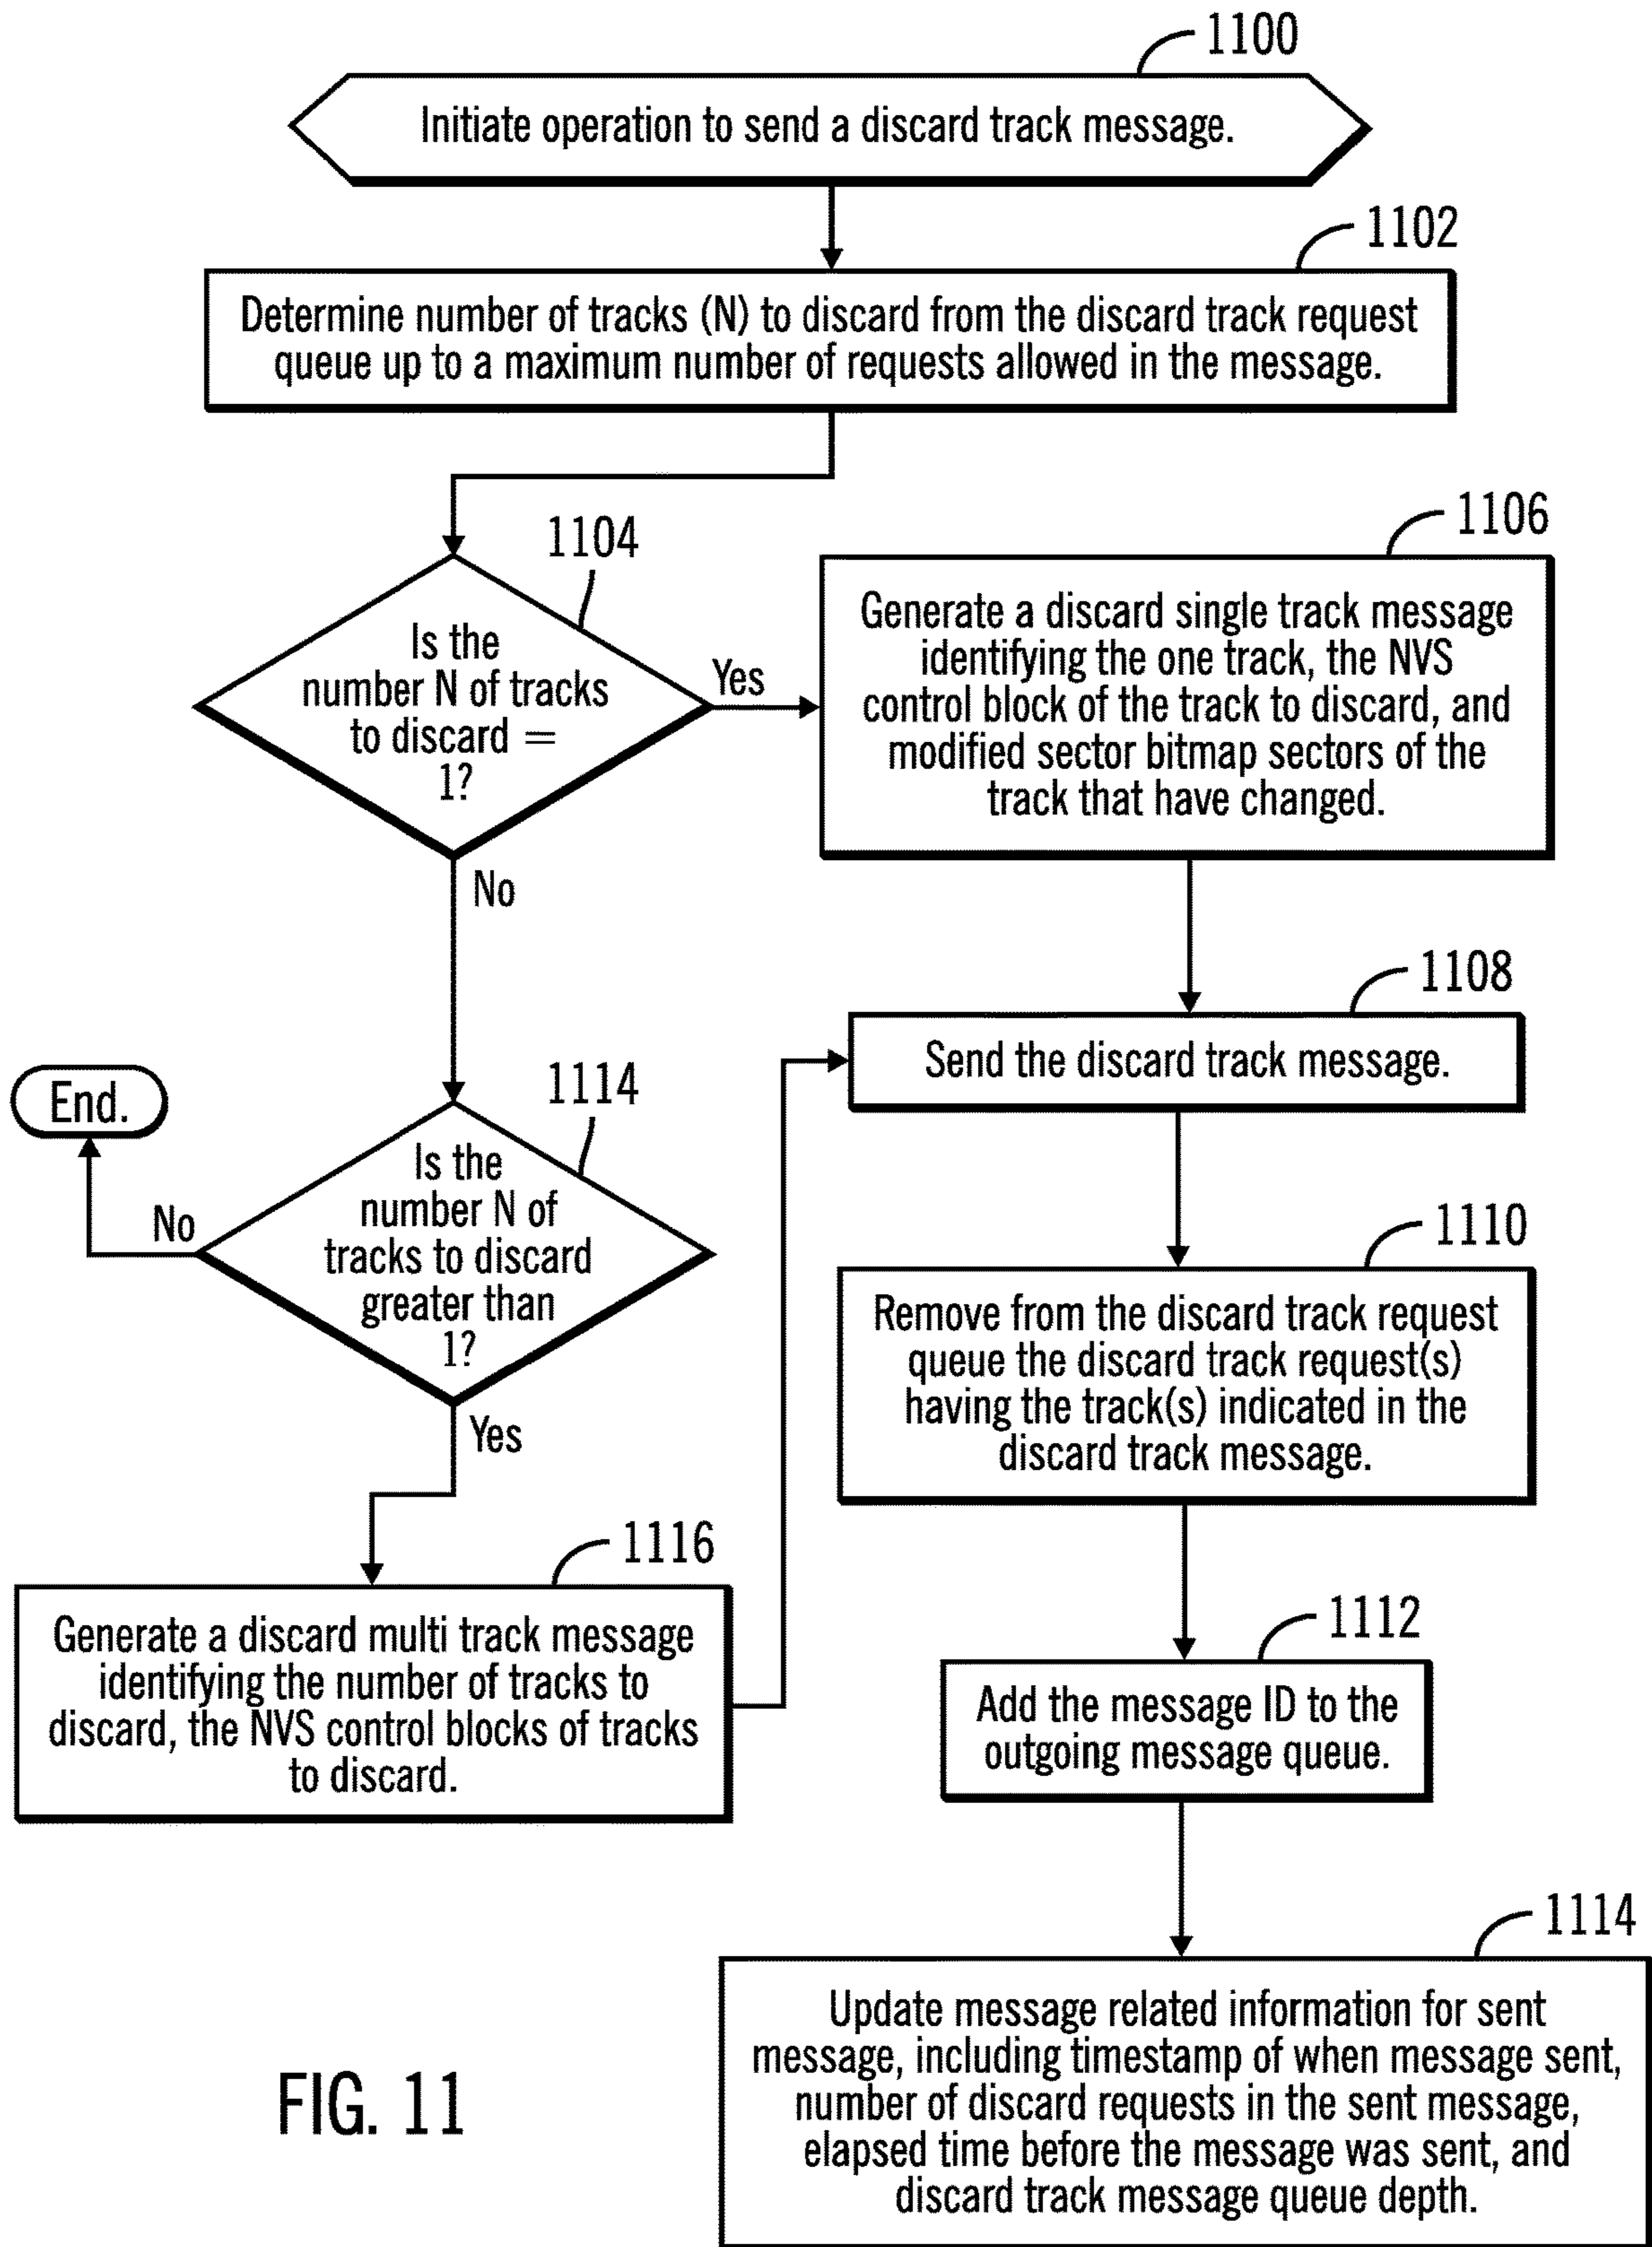 1100
Initiate operation to send a discard track message.
1102
Determine number of tracks (N) to discard from the discard track request
queue up to a maximum number of requests allowed in the message.
1104
Is the
number N of tracks
to discard =
1?
Yes
No
1106
Generate a discard single track message
identifying the one track, the NVS
control block of the track to discard, and
modified sector bitmap sectors of the
track that have changed.
1108
Send the discard track message.
End.
No
1114
Is the
number N of
tracks to discard
greater than
1?
Yes
1110
Remove from the discard track request
queue the discard track request(s)
having the track(s) indicated in the
discard track message.
1116
Generate a discard multi track message
identifying the number of tracks to
discard, the NVS control blocks of tracks
to discard.
1112
Add the message ID to the
outgoing message queue.
1114
Update message related information for sent
message, including timestamp of when message sent,
number of discard requests in the sent message,
elapsed time before the message was sent, and
discard track message queue depth.
FIG. 11